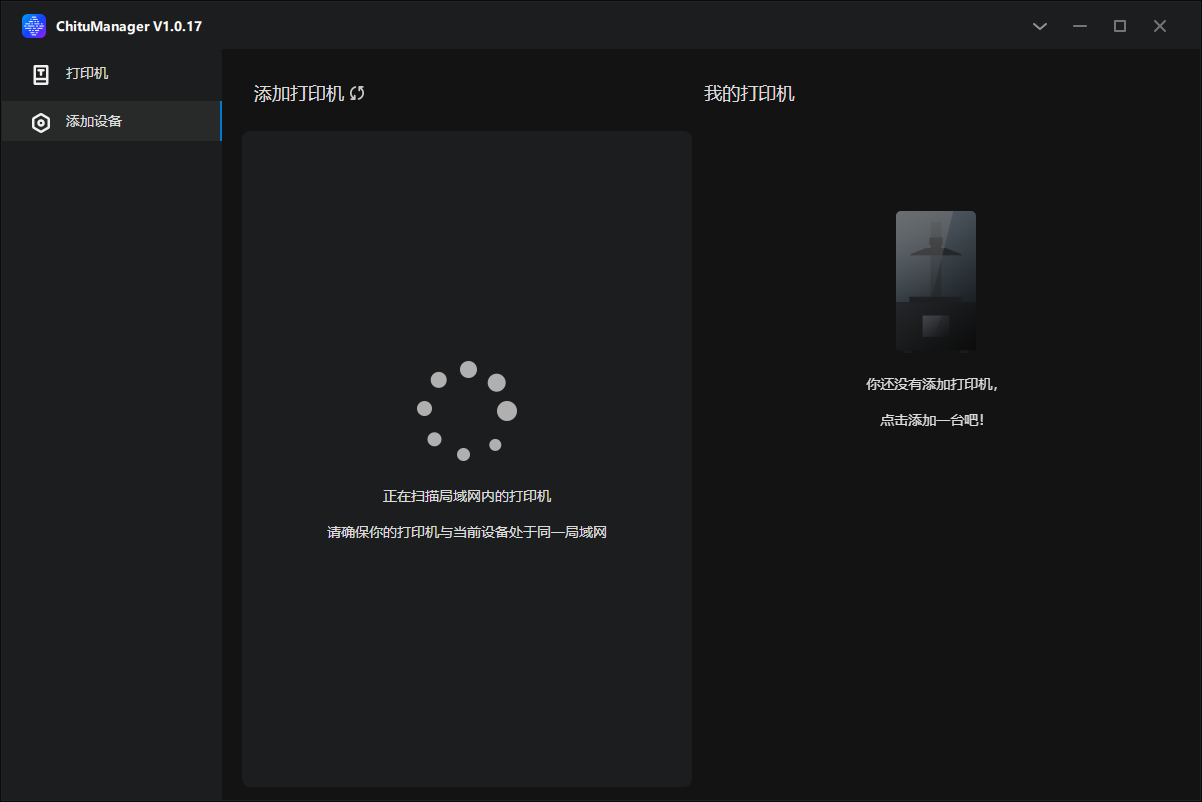 ChituManager V1.0.17
打印机
添加设备
添加打印机
我的打印机
正在扫描局域网内的打印机
请确保你的打印机与当前设备处于同一局域网
你还没有添加打印机，
点击添加一台吧！